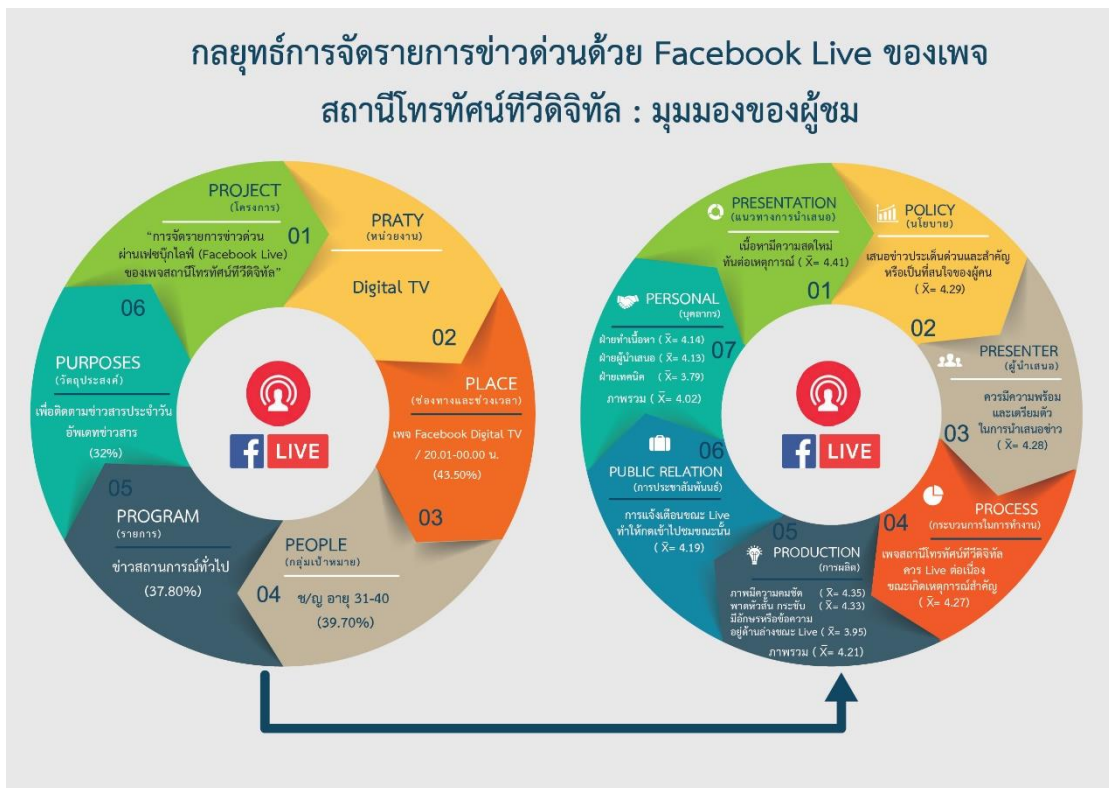 กลยุทธ์การจัดรายการข่าวด่วนด้วย Facebook Live ของเพจ
สถานีโทรทัศน์ทีวีดิจิทัล : มุมมองของผู้ชม
PROJECT
(โครงการ)
01
“การจัดรายการข่าวด่วน
ผ่านเฟซบุ๊กไลฟ์ (Facebook Live)
ของเพจสถานีโทรทัศน์ทีวีดิจิทัล”
PRATY
(หน่วยงาน)
Digital TV
02
PLACE
(ช่องทางและช่วงเวลา)
เพจ Facebook Digital TV
/ 20.01-00.00 น.
(43.50%)
03
PEOPLE
(กลุ่มเป้าหมาย)
04
ช/ญ อายุ 31-40
(39.70%)
05
PROGRAM
(รายการ)
ข่าวสถานการณ์ทั่วไป
(37.80%)
06
PURPOSES
(วัตถุประสงค์)
เพื่อติดตามข่าวสารประจำวัน
อัพเดทข่าวสาร
(32%)
f LIVE
PRESENTATION
(แนวทางการนำเสนอ)
เนื้อหามีความสดใหม่
ทันต่อเหตุการณ์ ( X̄= 4.41)
01
POLICY
(นโยบาย)
เสนอข่าวประเด็นด่วนและสำคัญ
หรือเป็นที่สนใจของผู้คน
( X̄= 4.29)
02
PRESENTER
(ผู้นำเสนอ)
ควรมีความพร้อม
และเตรียมตัว
ในการนำเสนอข่าว
( X̄= 4.28)
03
PROCESS
(กระบวนการในการทำงาน)
04
เพจสถานีโทรทัศน์ทีวีดิจิทัล
ควร Live ต่อเนื่อง
ขณะเกิดเหตุการณ์สำคัญ
( X̄= 4.27)
05
PRODUCTION
(การผลิต)
ภาพมีความคมชัด ( X̄= 4.35)
พาดหัวสั้น กระชับ ( X̄= 4.33)
มีอักษรหรือข้อความ
อยู่ด้านล่างขณะ Live ( X̄= 3.95)
ภาพรวม ( X̄= 4.21)
06
PUBLIC RELATION
(การประชาสัมพันนธ์)
การแจ้งเตือนขณะ Live
ทำให้กดเข้าไปชมขณะนั้น
( X̄= 4.19)
PERSONAL
(บุคลากร)
07
ฝ่ายทำเนื้อหา ( X̄= 4.14)
ฝ่ายผู้นำเสนอ ( X̄= 4.13)
ฝ่ายเทคนิค ( X̄= 3.79)
ภาพรวม ( X̄= 4.02)
f LIVE